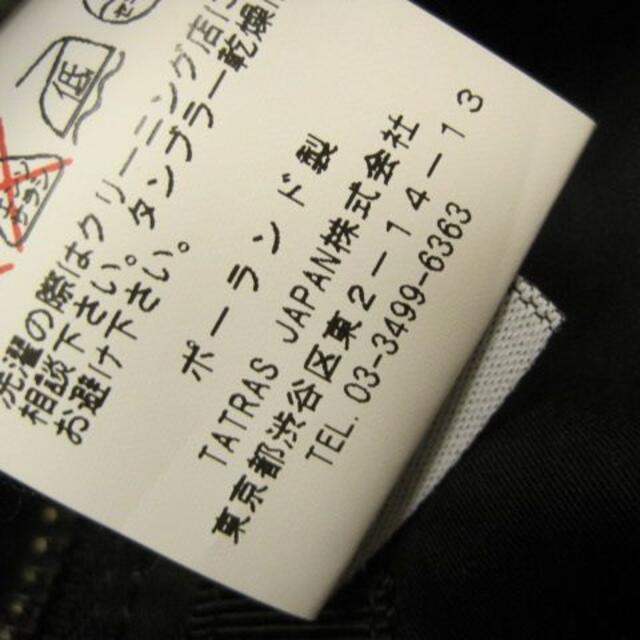 低
洗濯の際はクリーニング店に
相談下さい。タンブラー乾燥は
お避け下さい。
ポーランド製
TATRAS JAPAN株式会社
東京都渋谷区東2-14-13
TEL. 03-3499-6363